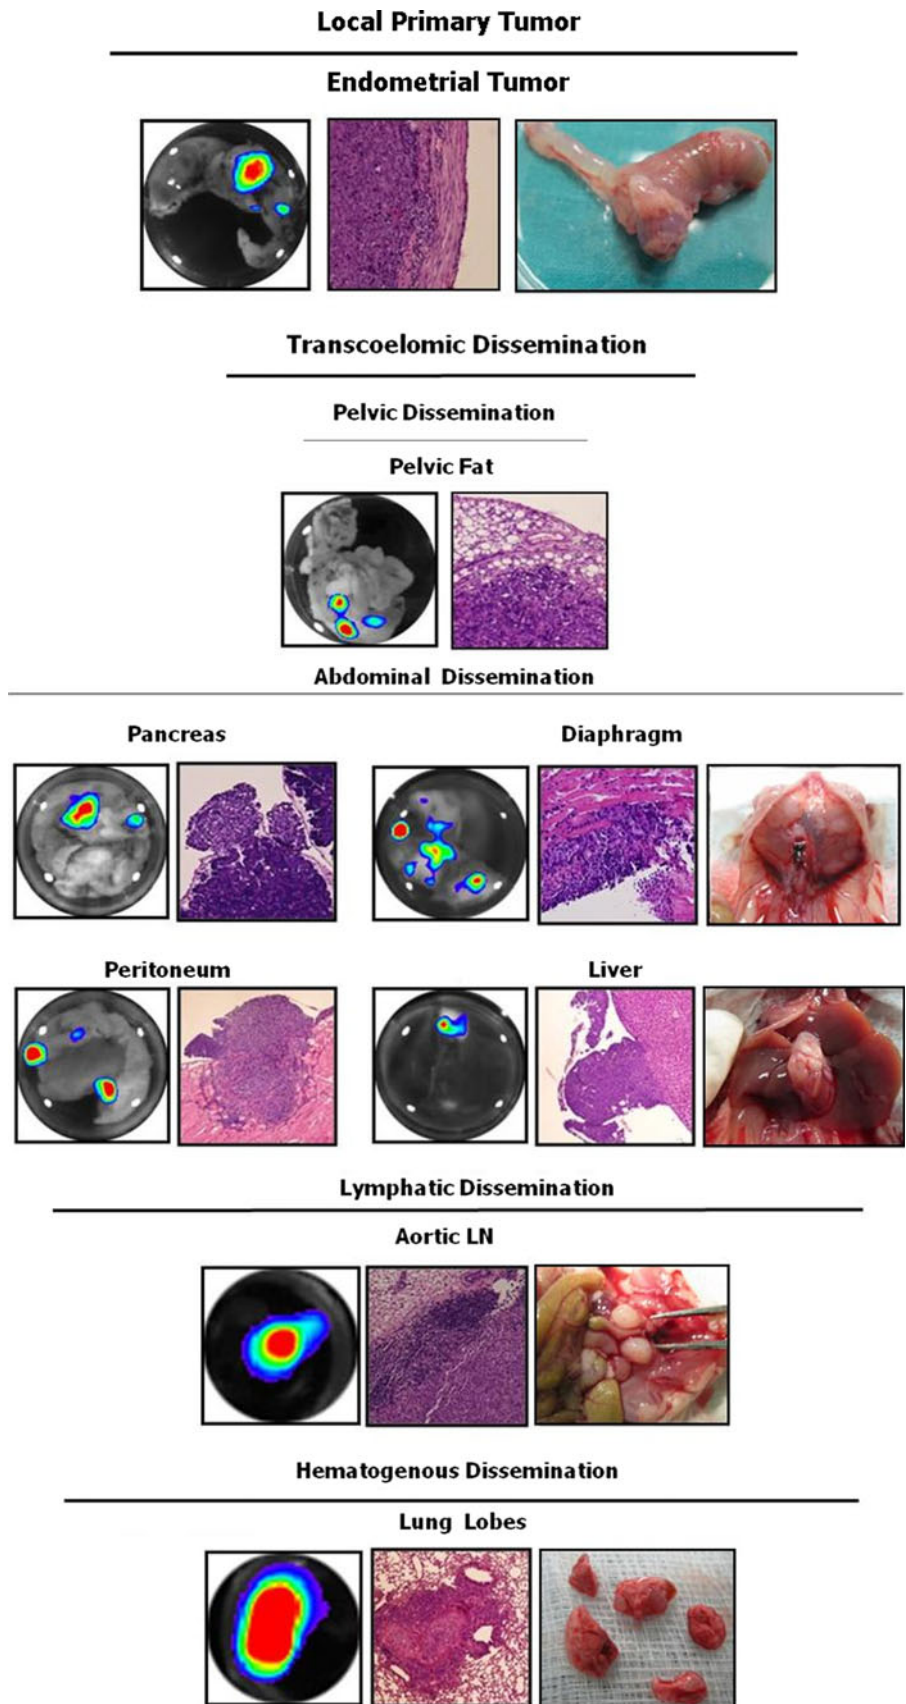 Local Primary Tumor
Endometrial Tumor
Transcoelomic Dissemination
Pelvic Dissemination
Pelvic Fat
Abdominal Dissemination
Pancreas
Diaphragm
Peritoneum
Liver
Lymphatic Dissemination
Aortic LN
Hematogenous Dissemination
Lung Lobes